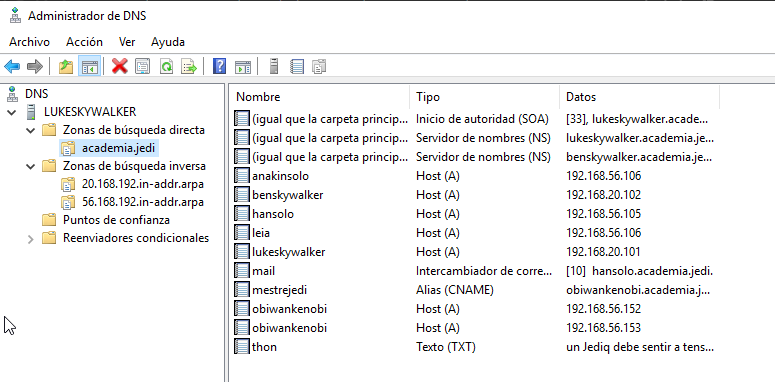 Administrador de DNS
Archivo Acción Ver Ayuda
DNS
LUKESKYWALKER
Zonas de búsqueda directa
academia.jedi
Zonas de búsqueda inversa
20.168.192.in-addr.arpa
56.168.192.in-addr.arpa
Puntos de confianza
Reenviadores condicionales
Nombre Tipo Datos
(igual que la carpeta princip... Inicio de autoridad (SOA) [33], lukeskywalker.acade...
(igual que la carpeta princip... Servidor de nombres (NS) lukeskywalker.academia.je...
(igual que la carpeta princip... Servidor de nombres (NS) benskywalker.academia.je...
anakinsolo Host (A) 192.168.56.106
benskywalker Host (A) 192.168.20.102
hansolo Host (A) 192.168.56.105
leia Host (A) 192.168.56.106
lukeskywalker Host (A) 192.168.20.101
mail Intercambiador de corre... [10] hansolo.academia.jedi.
mestrejedi Alias (CNAME) obiwankenobi.academia.j...
obiwankenobi Host (A) 192.168.56.152
obiwankenobi Host (A) 192.168.56.153
thon Texto (TXT) un Jediq debe sentir a tens...